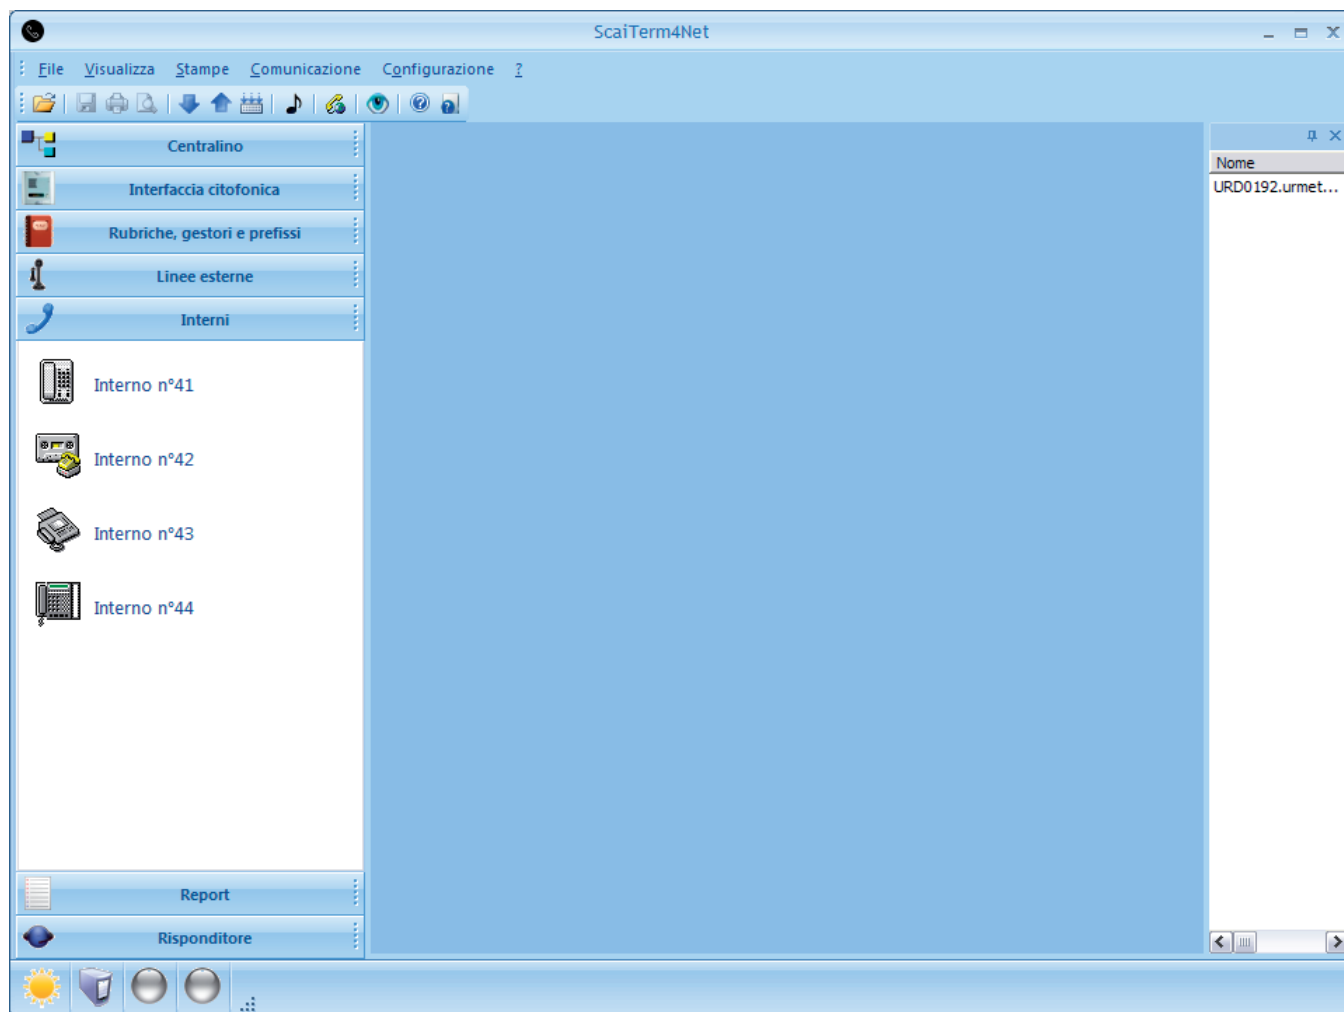 ScaiTerm4Net
File Visualizza Stampe Comunicazione Configurazione ?
Centralino
Interfaccia citofonica
Rubriche, gestori e prefissi
Linee esterne
Interni
Interno n°41
Interno n°42
Interno n°43
Interno n°44
Report
Risponditore
Nome
URD0192.urmet...